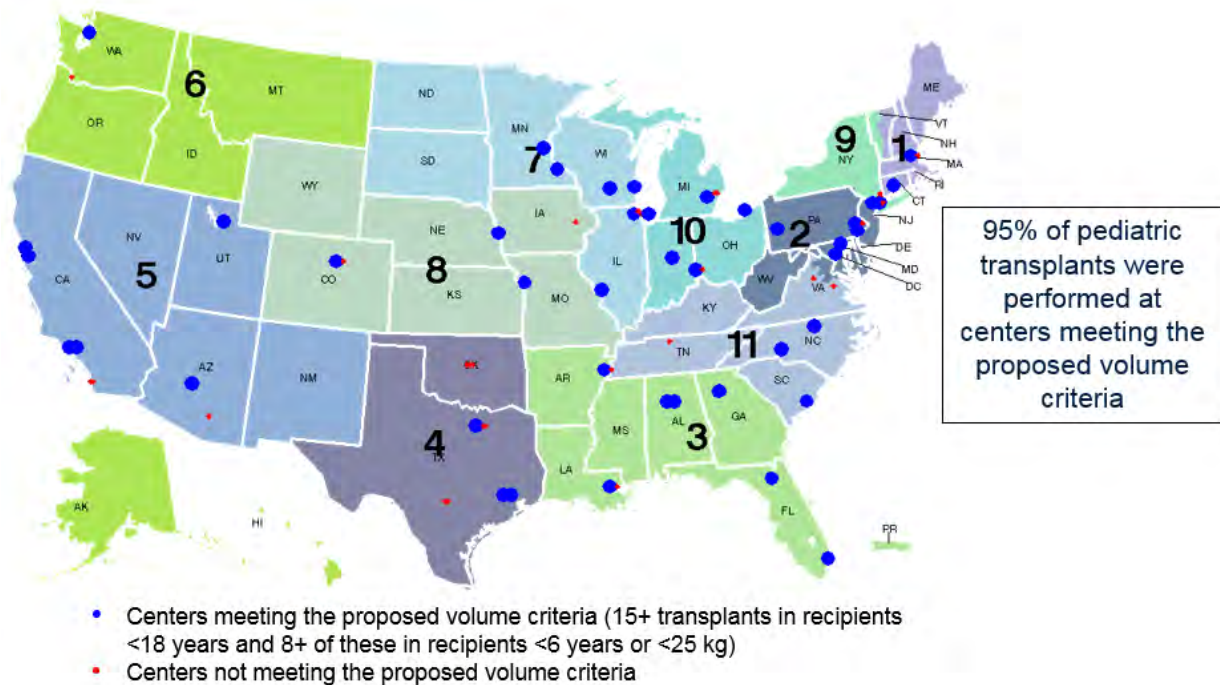 WA
6
MT
ND
MN
OR
ID
SD
7
WI
MI
9
NY
1
ME
VT
NH
MA
RI
CT
NJ
DE
MD
DC
WY
IA
NE
NV
UT
5
CA
CO
8
KS
MO
IL
10
OH
2
PA
WV
VA
KY
AZ
NM
AR
TN
11
NC
SC
4
TX
LA
MS
AL
3
GA
FL
AK
HI
PR
95% of pediatric
transplants were
performed at
centers meeting the
proposed volume
criteria
• Centers meeting the proposed volume criteria (15+ transplants in recipients
<18 years and 8+ of these in recipients <6 years or <25 kg)
• Centers not meeting the proposed volume criteria